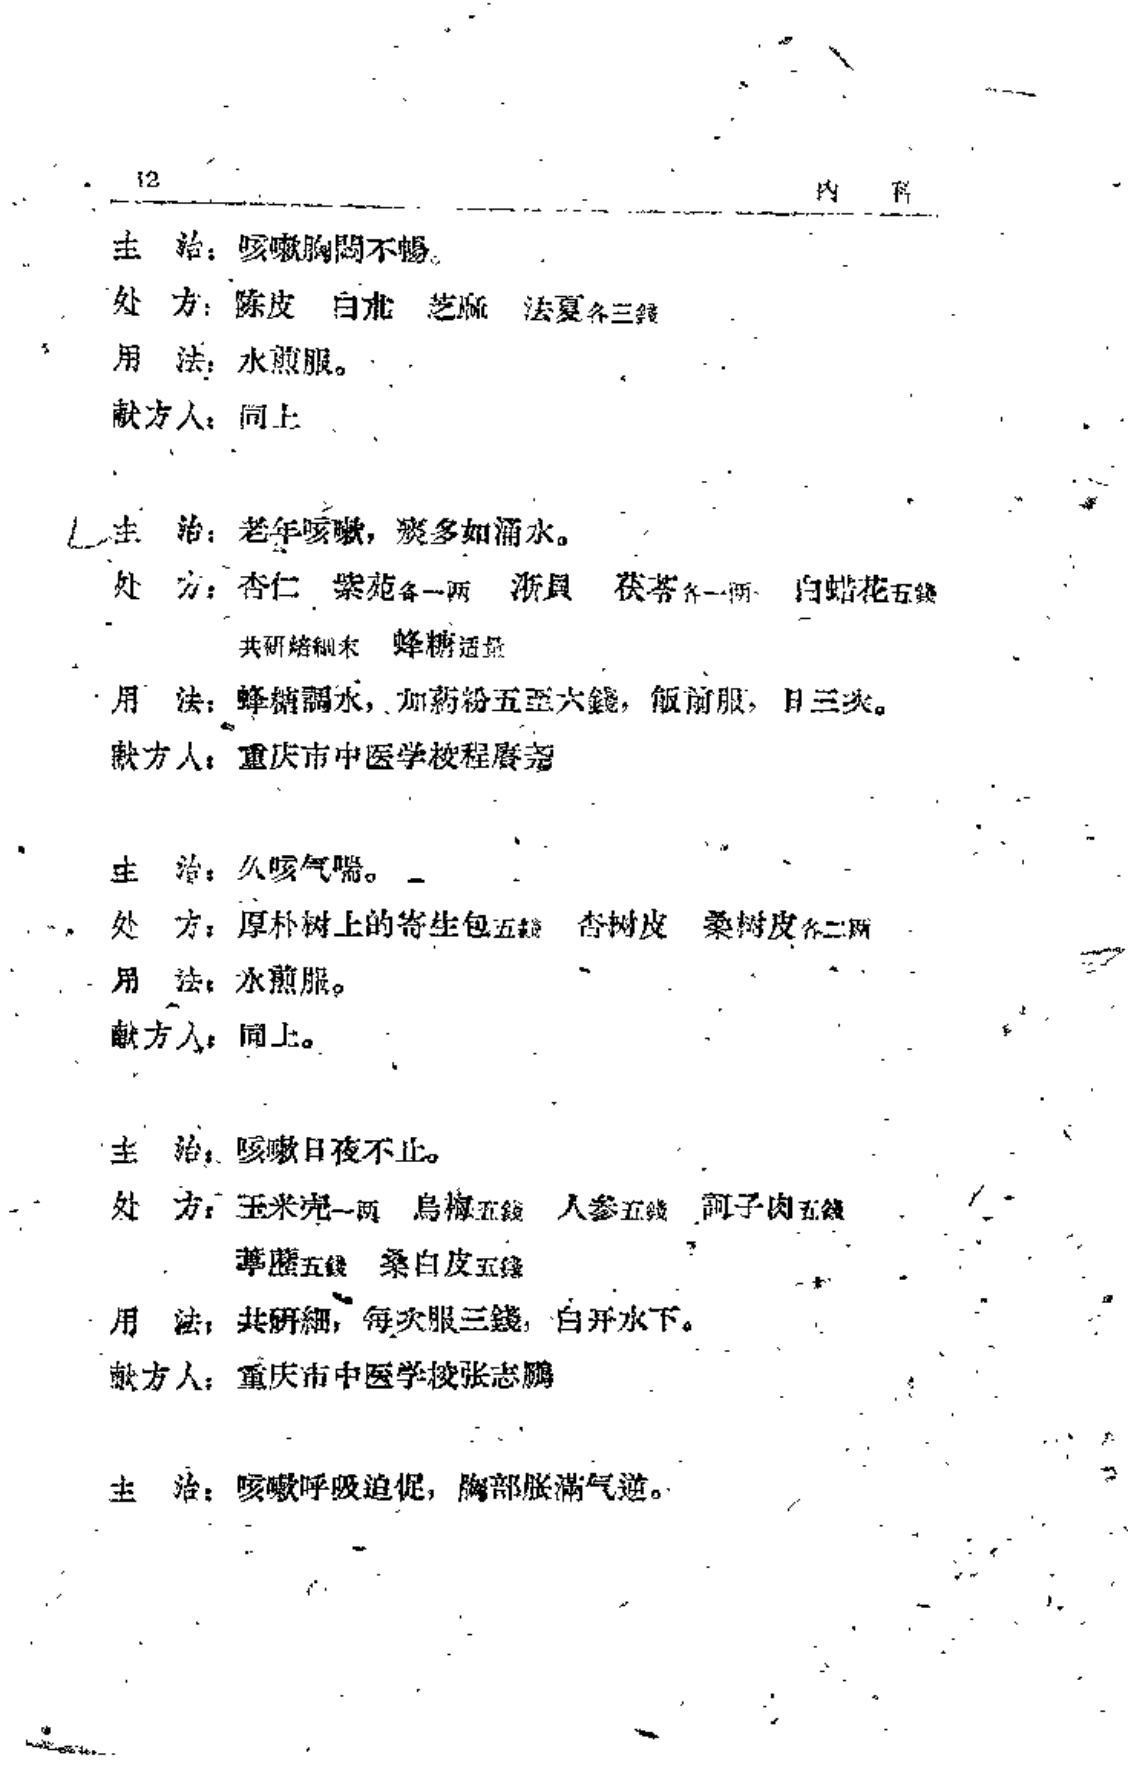 12 内 科
主 治：咳嗽胸悶不暢。
处 方：陈皮 白朮 芝麻 法夏各三錢
用 法：水煎服。
献方人：同上
主 治：老年咳嗽，痰多如涌水。
处 方：杏仁 紫菀各一两 浙貝 茯苓各一两 白蜡花五錢
共研絡細末 蜂糖适量
用 法：蜂糖調水，加葯粉五至六錢，飯前服，日三次。
献方人：重庆市中医学校程赓尧
主 治：久咳气喘。
处 方：厚朴树上的寄生包五錢 杏树皮 桑树皮各二两
用 法：水煎服。
献方人：同上。
主 治：咳嗽日夜不止。
处 方：玉米壳一两 烏梅五錢 人参五錢 訶子肉五錢
葶藶五錢 桑白皮五錢
用 法：共研細，每次服三錢，白开水下。
献方人：重庆市中医学校张志鵬
主 治：咳嗽呼吸迫促，胸部胀滿气逆。